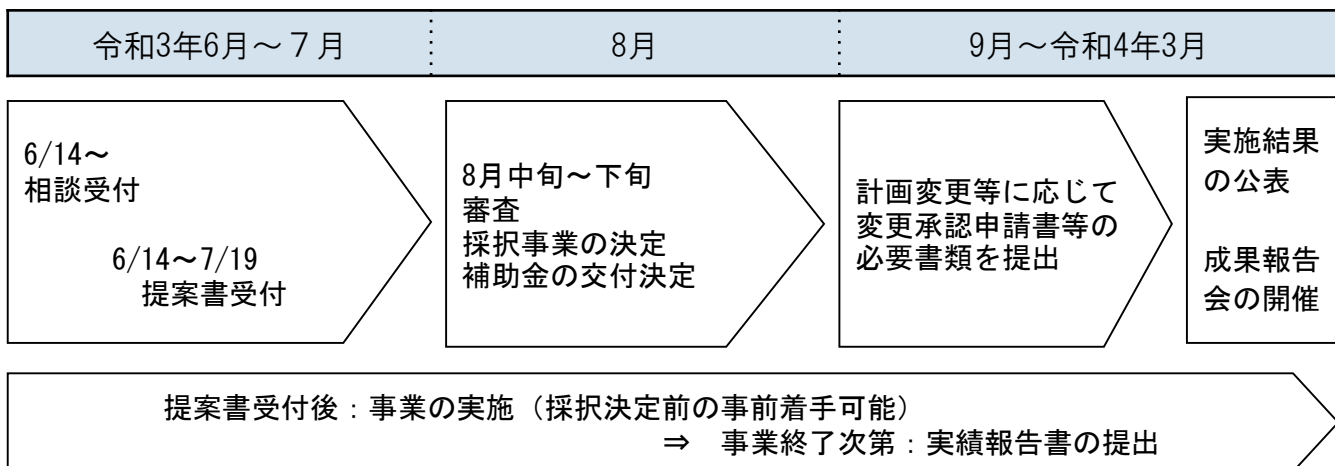 令和3年6月～７月
8月
9月～令和4年3月
6/14～
相談受付
6/14～7/19
提案書受付
8月中旬～下旬
審査
採択事業の決定
補助金の交付決定
計画変更等に応じて
変更承認申請書等の
必要書類を提出
実施結果
の公表
成果報告
会の開催
提案書受付後：事業の実施（採択決定前の事前着手可能）
⇒　事業終了次第：実績報告書の提出